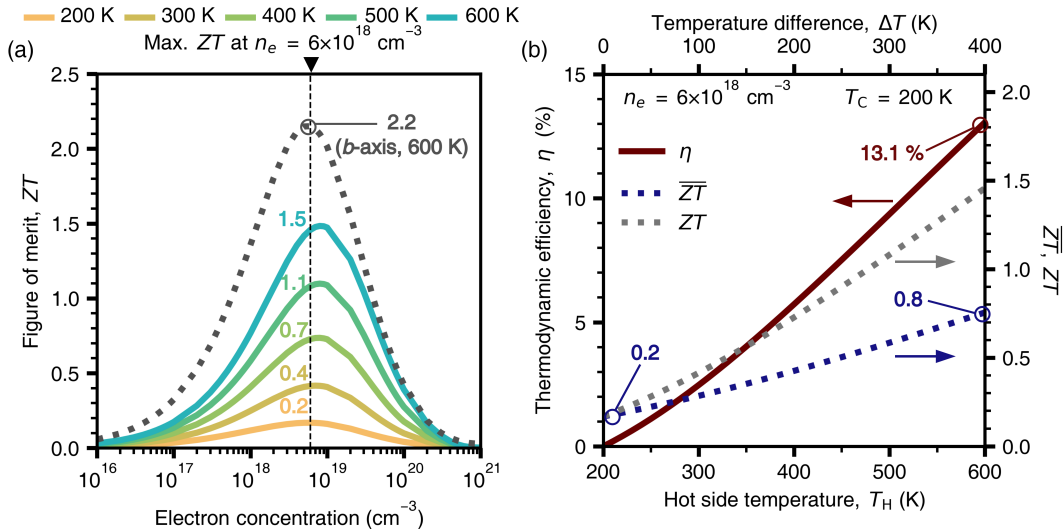 200 K 300 K 400 K 500 K 600 K
(a)
Max. ZT at nₑ = 6×10¹⁸ cm⁻³
2.5
2.0
1.5
1.0
0.5
0.0
Figure of merit, ZT
2.2
(b-axis, 600 K)
1.5
1.1
0.7
0.4
0.2
10¹⁶ 10¹⁷ 10¹⁸ 10¹⁹ 10²⁰ 10²¹
Electron concentration (cm⁻³)
(b)
Temperature difference, ΔT (K)
0 100 200 300 400
15
10
5
0
Thermodynamic efficiency, η (%)
nₑ = 6×10¹⁸ cm⁻³ T_C = 200 K
η
Z̅T̅
ZT
13.1 %
0.8
0.2
2.0
1.5
1.0
0.5
0.0
Z̅T̅, ZT
200 300 400 500 600
Hot side temperature, T_H (K)